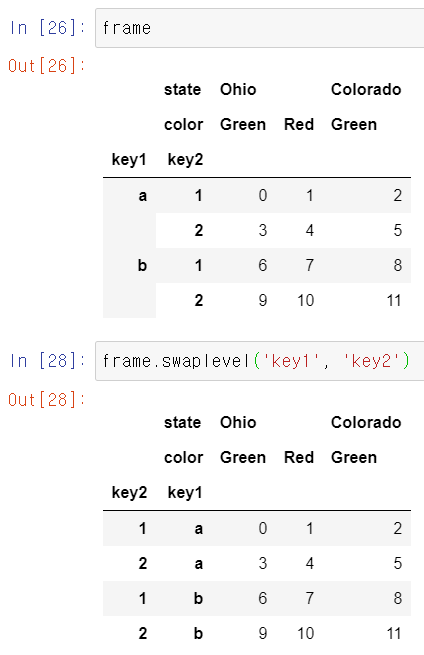 In [26]: frame
Out[26]:
state Ohio Colorado
color Green Red Green
key1 key2
a 1 0 1 2
2 3 4 5
b 1 6 7 8
2 9 10 11
In [28]: frame.swaplevel('key1', 'key2')
Out[28]:
state Ohio Colorado
color Green Red Green
key2 key1
1 a 0 1 2
2 a 3 4 5
1 b 6 7 8
2 b 9 10 11